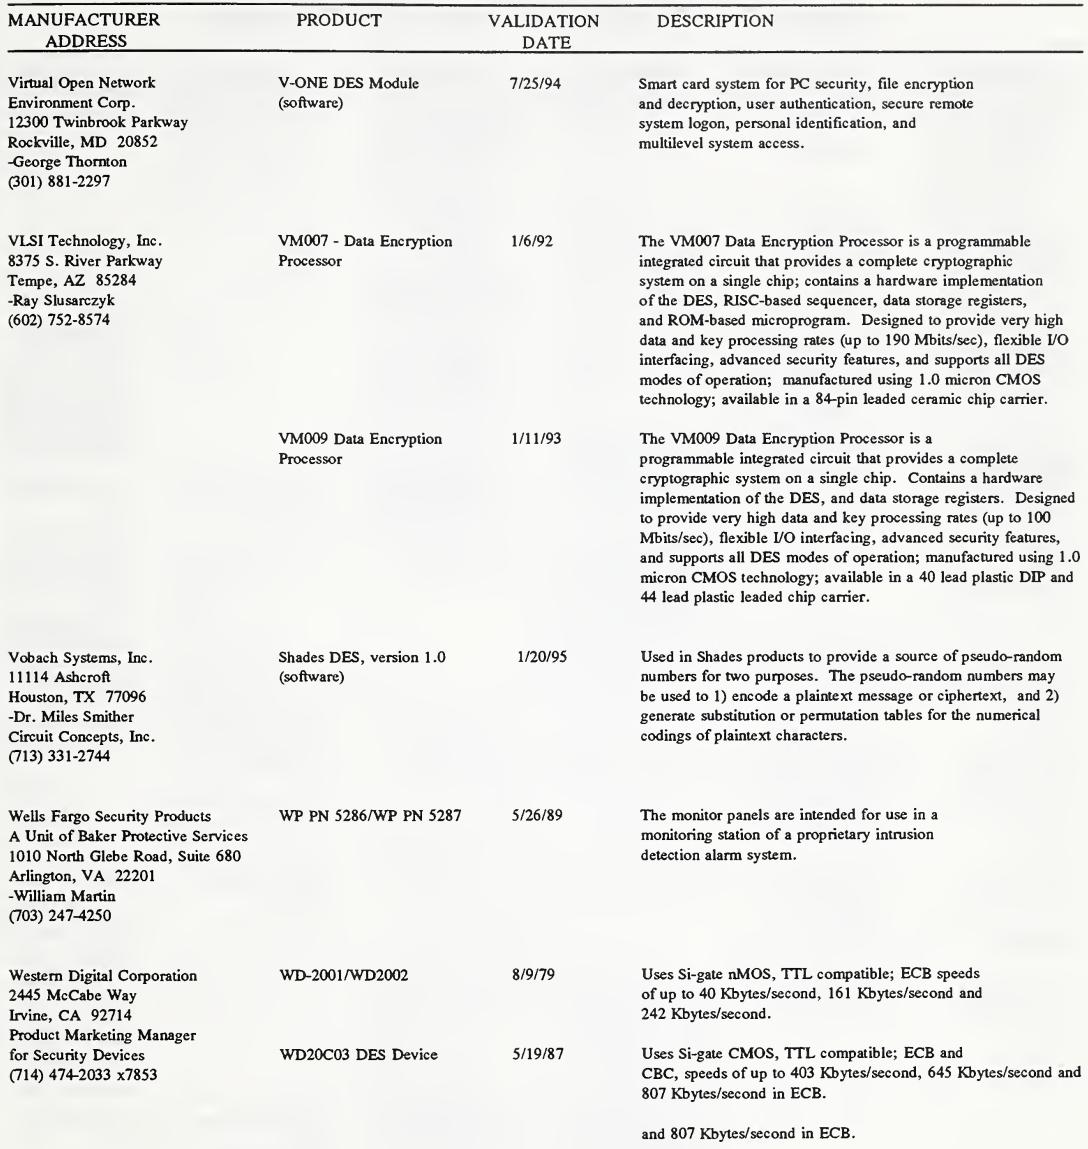 MANUFACTURER PRODUCT VALIDATION DESCRIPTION
ADDRESS DATE
Virtual Open Network V-ONE DES Module 7/25/94 Smart card system for PC security, file encryption
Environment Corp. (software) and decryption, user authentication, secure remote
12300 Twinbrook Parkway system logon, personal identification, and
Rockville, MD 20852 multilevel system access.
-George Thornton
(301) 881-2297
VLSI Technology, Inc. VM007 - Data Encryption 1/6/92 The VM007 Data Encryption Processor is a programmable
8375 S. River Parkway Processor integrated circuit that provides a complete cryptographic
Tempe, AZ 85284 system on a single chip; contains a hardware implementation
-Ray Slusarczyk of the DES, RISC-based sequencer, data storage registers,
(602) 752-8574 and ROM-based microprogram. Designed to provide very high
data and key processing rates (up to 190 Mbits/sec), flexible I/O
interfacing, advanced security features, and supports all DES
modes of operation; manufactured using 1.0 micron CMOS
technology; available in a 84-pin leaded ceramic chip carrier.
VM009 Data Encryption 1/11/93 The VM009 Data Encryption Processor is a
Processor programmable integrated circuit that provides a complete
cryptographic system on a single chip. Contains a hardware
implementation of the DES, and data storage registers. Designed
to provide very high data and key processing rates (up to 100
Mbits/sec), flexible I/O interfacing, advanced security features,
and supports all DES modes of operation; manufactured using 1.0
micron CMOS technology; available in a 40 lead plastic DIP and
44 lead plastic leaded chip carrier.
Vobach Systems, Inc. Shades DES, version 1.0 1/20/95 Used in Shades products to provide a source of pseudo-random
11114 Ashcroft (software) numbers for two purposes. The pseudo-random numbers may
Houston, TX 77096 be used to 1) encode a plaintext message or ciphertext, and 2)
-Dr. Miles Smither generate substitution or permutation tables for the numerical
Circuit Concepts, Inc. codings of plaintext characters.
(713) 331-2744
Wells Fargo Security Products WP PN 5286/WP PN 5287 5/26/89 The monitor panels are intended for use in a
A Unit of Baker Protective Services monitoring station of a proprietary intrusion
1010 North Glebe Road, Suite 680 detection alarm system.
Arlington, VA 22201
-William Martin
(703) 247-4250
Western Digital Corporation WD-2001/WD2002 8/9/79 Uses Si-gate nMOS, TTL compatible; ECB speeds
2445 McCabe Way of up to 40 Kbytes/second, 161 Kbytes/second and
Irvine, CA 92714 242 Kbytes/second.
Product Marketing Manager
for Security Devices WD20C03 DES Device 5/19/87 Uses Si-gate CMOS, TTL compatible; ECB and
(714) 474-2033 x7853 CBC, speeds of up to 403 Kbytes/second, 645 Kbytes/second and
807 Kbytes/second in ECB.
and 807 Kbytes/second in ECB.